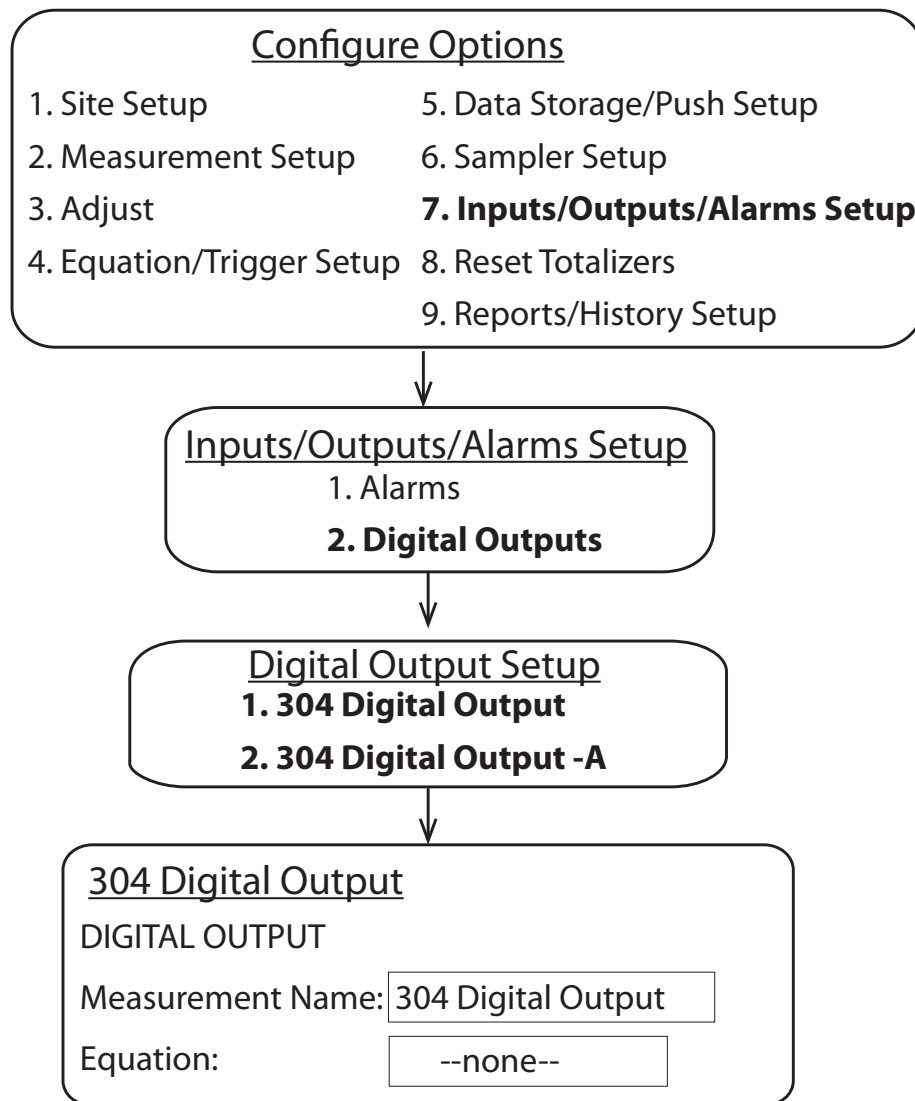 Configure Options
1. Site Setup
2. Measurement Setup
3. Adjust
4. Equation/Trigger Setup
5. Data Storage/Push Setup
6. Sampler Setup
7. Inputs/Outputs/Alarms Setup
8. Reset Totalizers
9. Reports/History Setup
Inputs/Outputs/Alarms Setup
1. Alarms
2. Digital Outputs
Digital Output Setup
1. 304 Digital Output
2. 304 Digital Output -A
304 Digital Output
DIGITAL OUTPUT
Measurement Name: 304 Digital Output
Equation: --none--